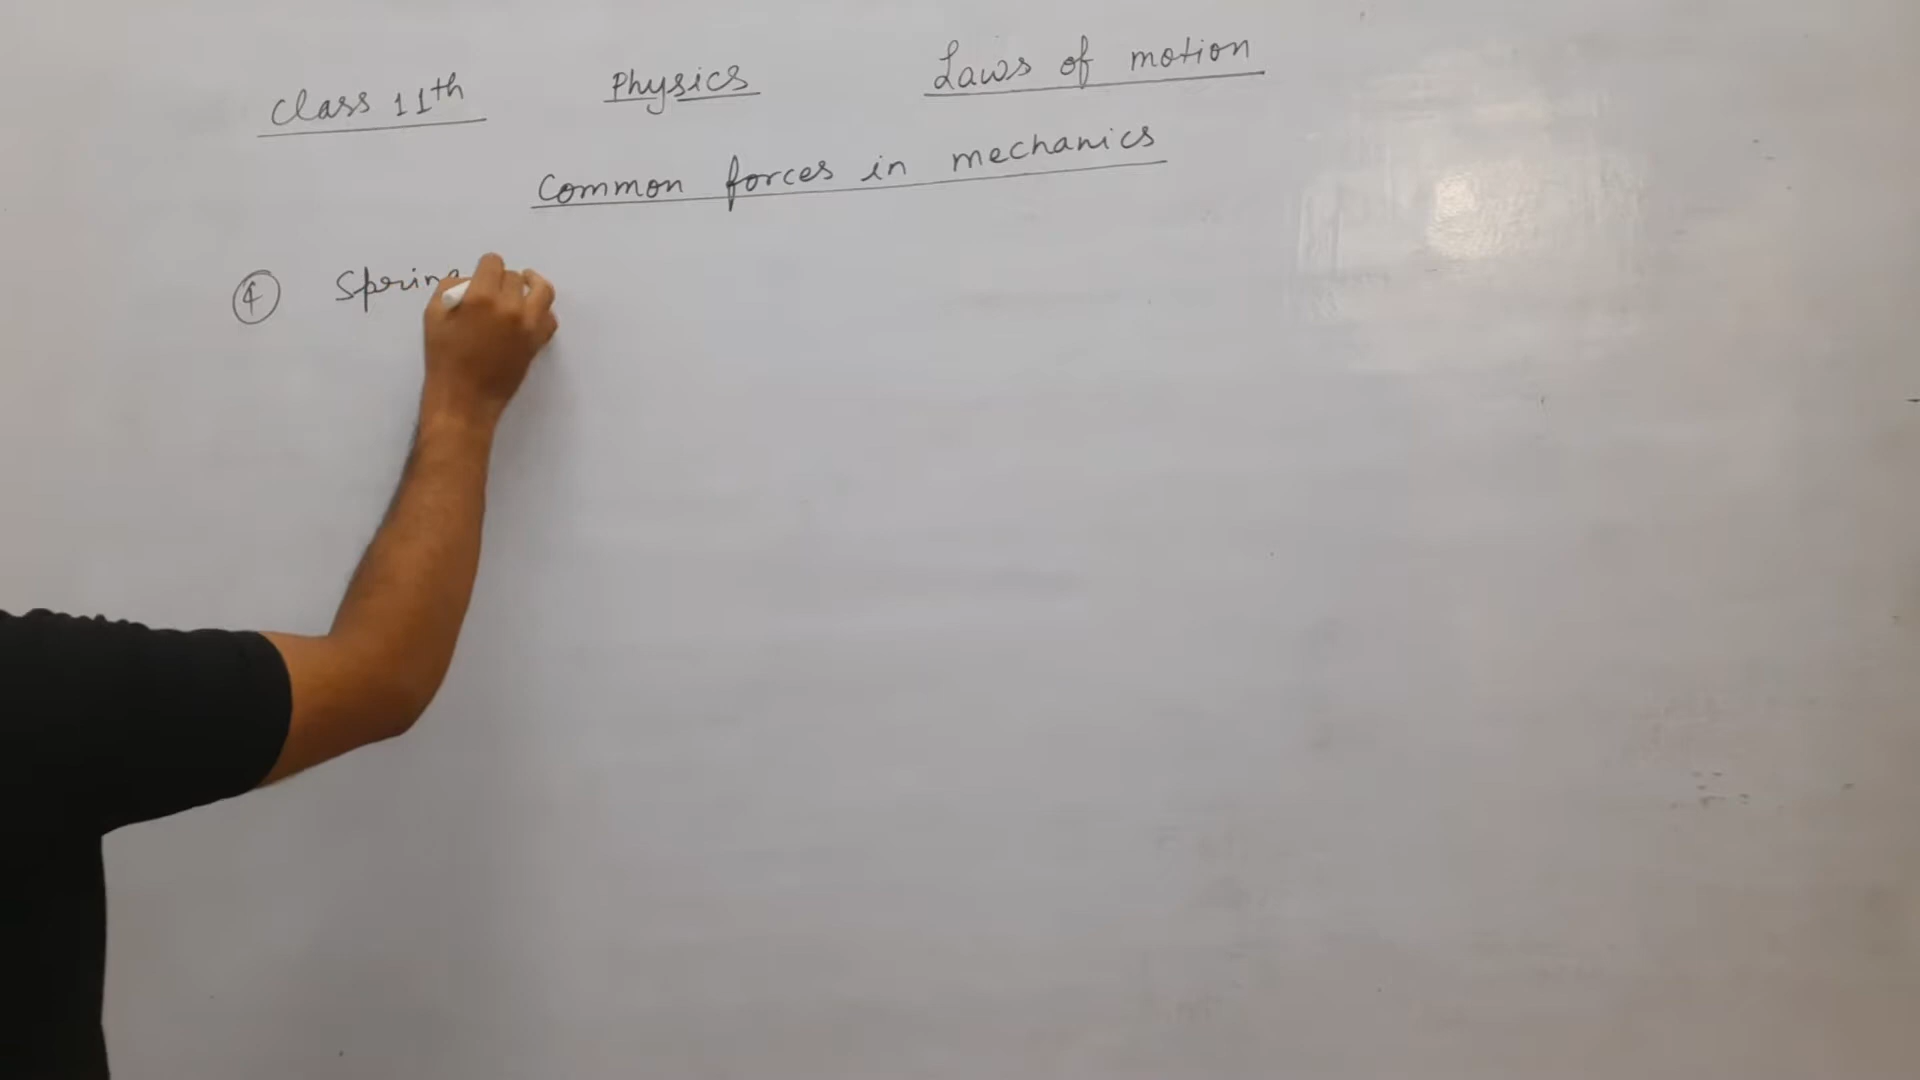 Class 11th Physics Laws of motion
Common forces in mechanics
④ Spring